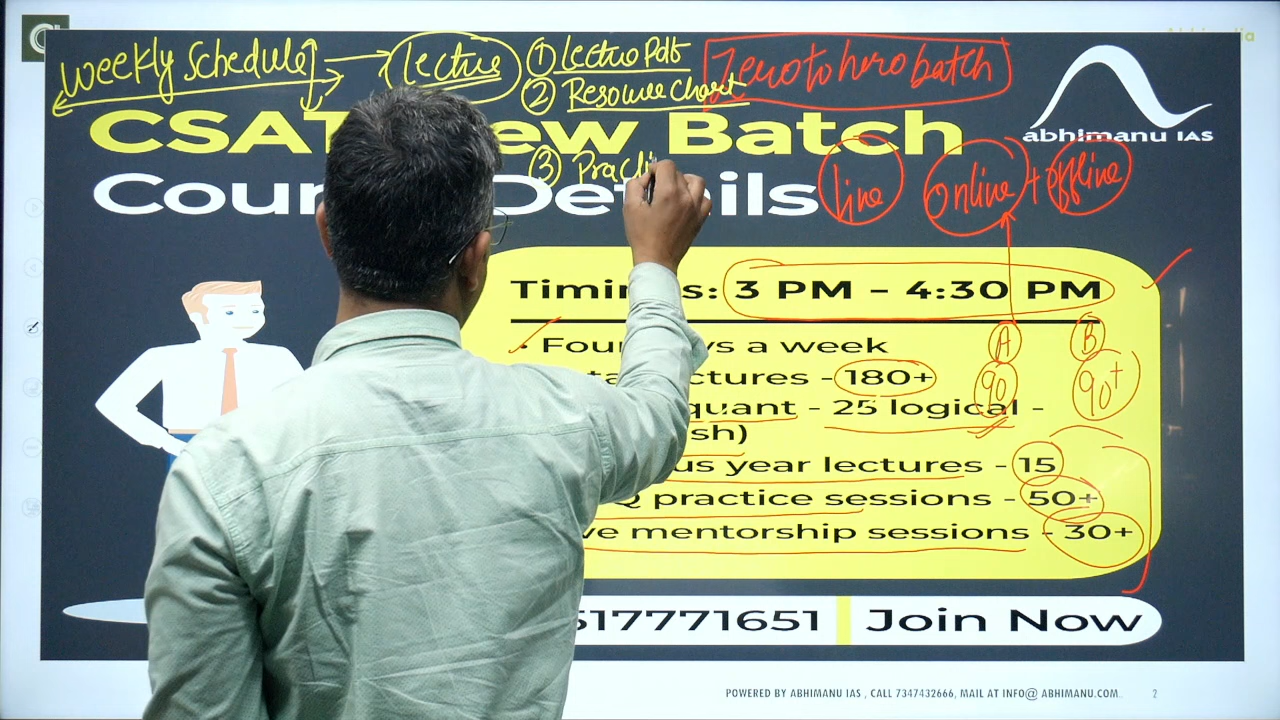 Weekly Schedule → Lecture
① Lecture Pdf
② Resource Chart
③ Practi
Zero to hero batch
CSAT ew Batch
Cour Details
abhimanu IAS
live online + offline
Timin s: 3 PM – 4:30 PM
• Four ys a week
ctures - 180+
A B
90 90+
quant - 25 logical -
sh)
us year lectures - 15
Q practice sessions - 50+
ve mentorship sessions - 30+
517771651 Join Now
POWERED BY ABHIMANU IAS , CALL 7347432666, MAIL AT INFO@ ABHIMANU.COM. 2